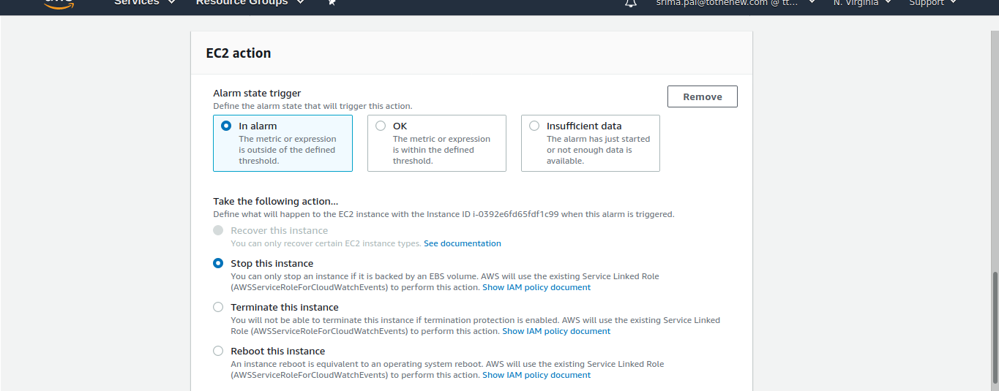 Services
Resource Groups
srima.pal@tothenew.com @ tt...
N. Virginia
Support
EC2 action
Alarm state trigger
Define the alarm state that will trigger this action.
Remove
In alarm
The metric or expression
is outside of the defined
threshold.
OK
The metric or expression
is within the defined
threshold.
Insufficient data
The alarm has just started
or not enough data is
available.
Take the following action...
Define what will happen to the EC2 instance with the Instance ID i-0392e6fd65fdf1c99 when this alarm is triggered.
Recover this instance
You can only recover certain EC2 instance types. See documentation
Stop this instance
You can only stop an instance if it is backed by an EBS volume. AWS will use the existing Service Linked Role
(AWSServiceRoleForCloudWatchEvents) to perform this action. Show IAM policy document
Terminate this instance
You will not be able to terminate this instance if termination protection is enabled. AWS will use the existing Service Linked
Role (AWSServiceRoleForCloudWatchEvents) to perform this action. Show IAM policy document
Reboot this instance
An instance reboot is equivalent to an operating system reboot. AWS will use the existing Service Linked Role
(AWSServiceRoleForCloudWatchEvents) to perform this action. Show IAM policy document